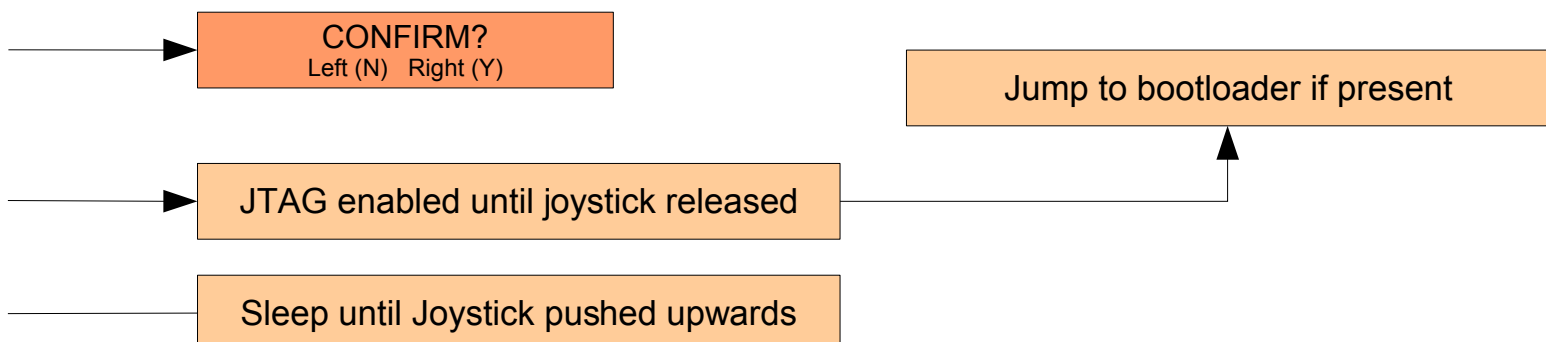 CONFIRM?
Left (N) Right (Y)
Jump to bootloader if present
JTAG enabled until joystick released
Sleep until Joystick pushed upwards